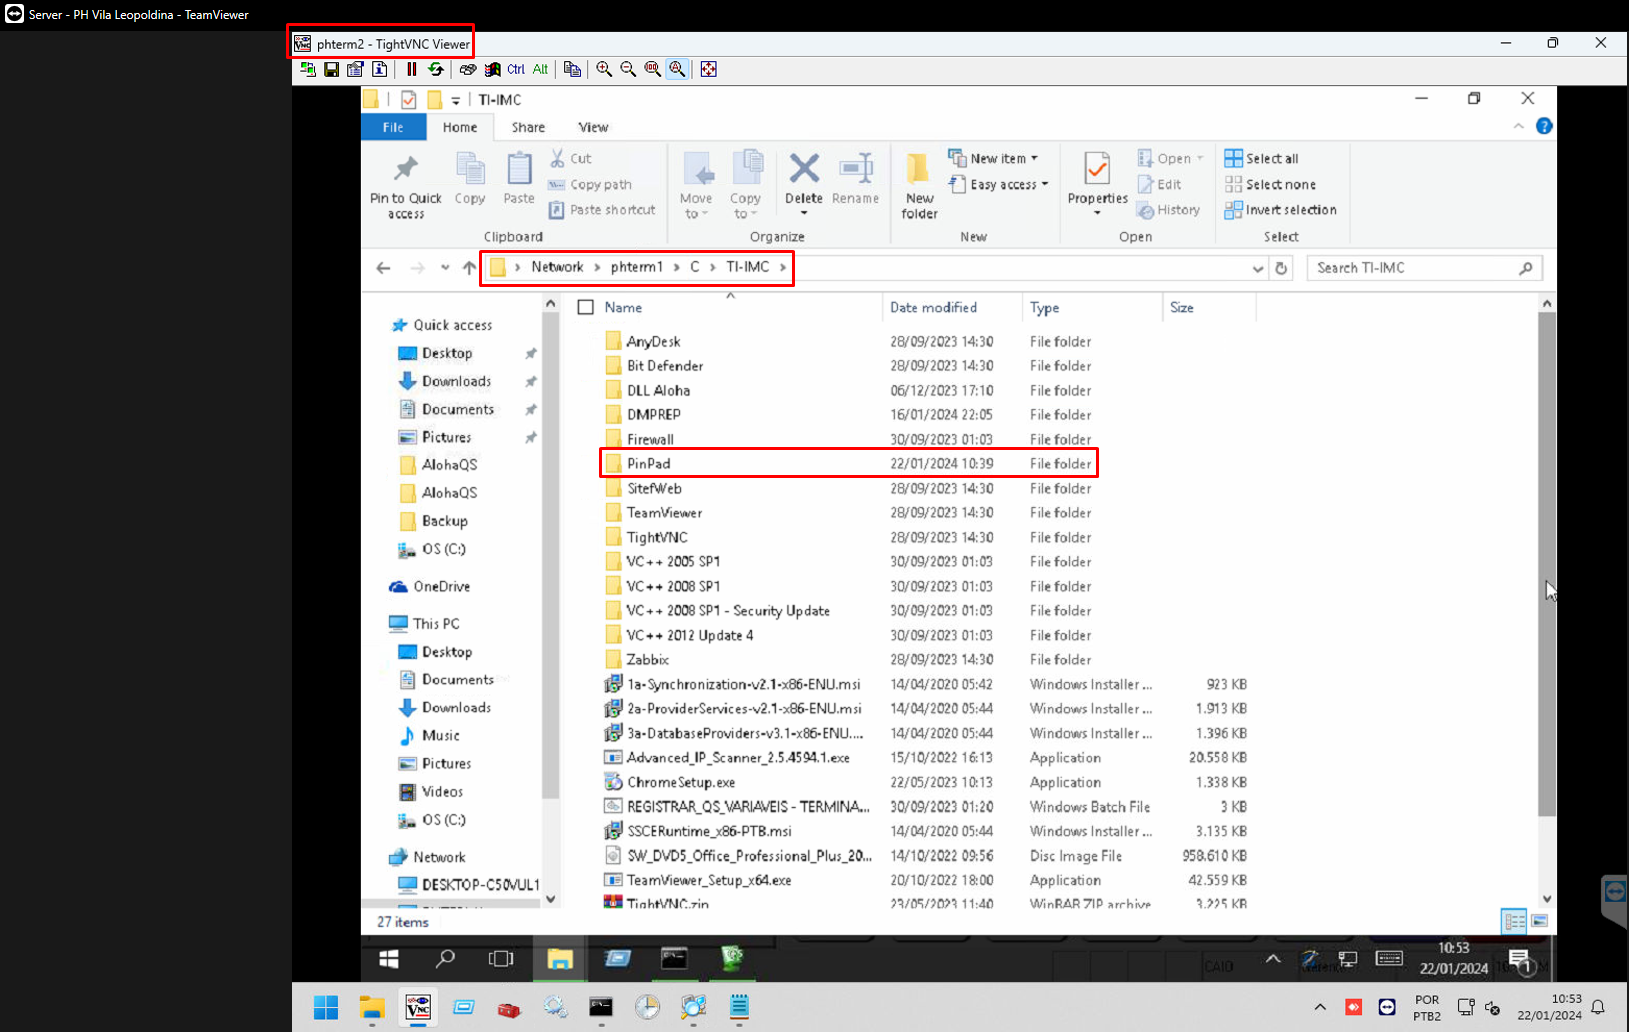 Server - PH Vila Leopoldina - TeamViewer
phterm2 - TightVNC Viewer
Ctrl Alt
TI-IMC
File Home Share View
Pin to Quick access
Copy
Paste
Cut
Copy path
Paste shortcut
Clipboard
Move to
Copy to
Delete
Rename
Organize
New folder
New item
Easy access
New
Properties
Open
Edit
History
Open
Select all
Select none
Invert selection
Select
Network > phterm1 > C > TI-IMC >
Search TI-IMC
Quick access
Desktop
Downloads
Documents
Pictures
AlohaQS
AlohaQS
Backup
OS (C:)
OneDrive
This PC
Desktop
Documents
Downloads
Music
Pictures
Videos
OS (C:)
Network
DESKTOP-C50VUL1
Name Date modified Type Size
AnyDesk 28/09/2023 14:30 File folder
Bit Defender 28/09/2023 14:30 File folder
DLL Aloha 06/12/2023 17:10 File folder
DMPREP 16/01/2024 22:05 File folder
Firewall 30/09/2023 01:03 File folder
PinPad 22/01/2024 10:39 File folder
SitefWeb 28/09/2023 14:30 File folder
TeamViewer 28/09/2023 14:30 File folder
TightVNC 28/09/2023 14:30 File folder
VC++ 2005 SP1 30/09/2023 01:03 File folder
VC++ 2008 SP1 30/09/2023 01:03 File folder
VC++ 2008 SP1 - Security Update 30/09/2023 01:03 File folder
VC++ 2012 Update 4 30/09/2023 01:03 File folder
Zabbix 28/09/2023 14:30 File folder
1a-Synchronization-v2.1-x86-ENU.msi 14/04/2020 05:42 Windows Installer ... 923 KB
2a-ProviderServices-v2.1-x86-ENU.msi 14/04/2020 05:44 Windows Installer ... 1.913 KB
3a-DatabaseProviders-v3.1-x86-ENU.... 14/04/2020 05:44 Windows Installer ... 1.396 KB
Advanced_IP_Scanner_2.5.4594.1.exe 15/10/2022 16:13 Application 20.558 KB
ChromeSetup.exe 22/05/2023 10:13 Application 1.338 KB
REGISTRAR_QS_VARIAVEIS - TERMINA... 30/09/2023 01:20 Windows Batch File 3 KB
SSCERuntime_x86-PTB.msi 14/04/2020 05:44 Windows Installer ... 3.135 KB
SW_DVD5_Office_Professional_Plus_20... 14/10/2022 09:56 Disc Image File 958.610 KB
TeamViewer_Setup_x64.exe 20/10/2022 18:00 Application 42.559 KB
TightVNC.zip 23/05/2023 11:40 WinRAR ZIP archive 3.225 KB
27 items
CAIO
10:53
22/01/2024
1
POR
PTB2
10:53
22/01/2024